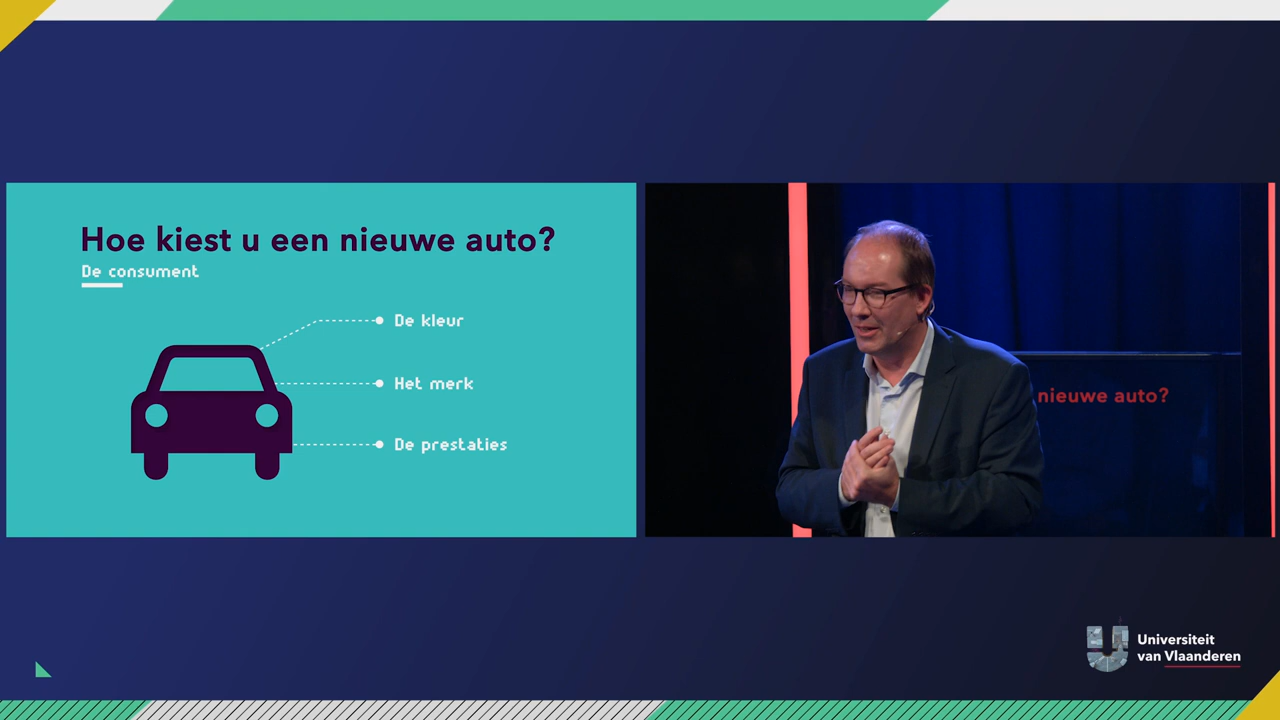 Hoe kiest u een nieuwe auto?
De consument
De kleur
Het merk
De prestaties
nieuwe auto?
Universiteit
van Vlaanderen